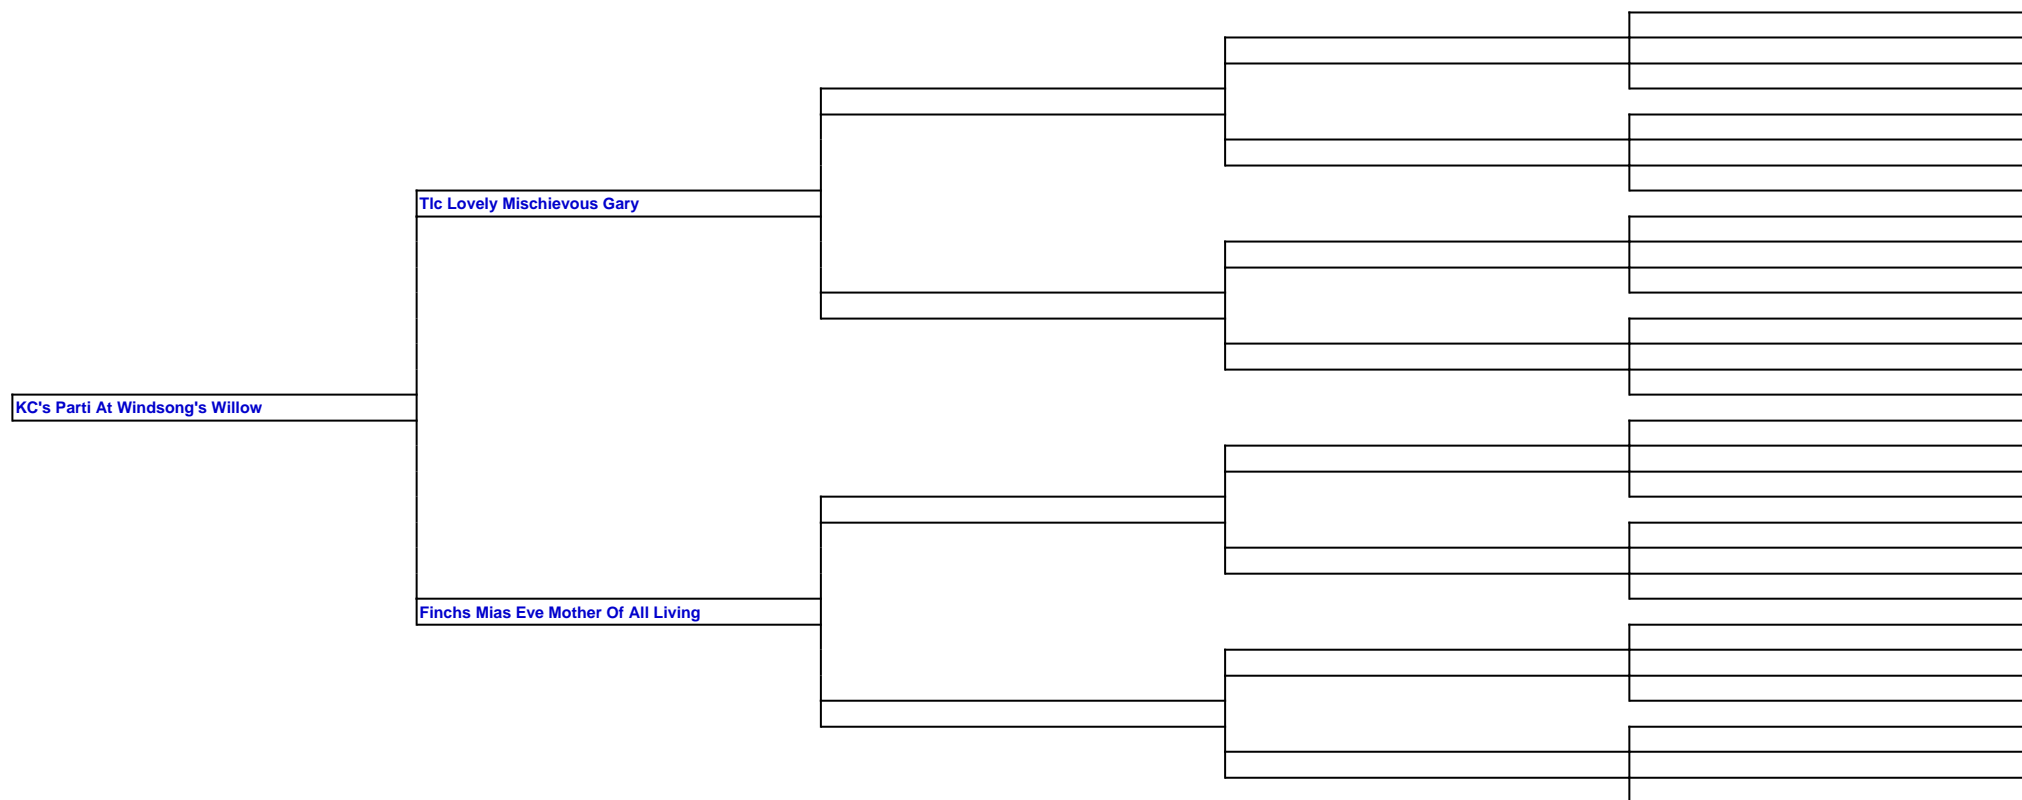 Tlc Lovely Mischievous Gary
KC's Parti At Windsong's Willow
Finchs Mias Eve Mother Of All Living